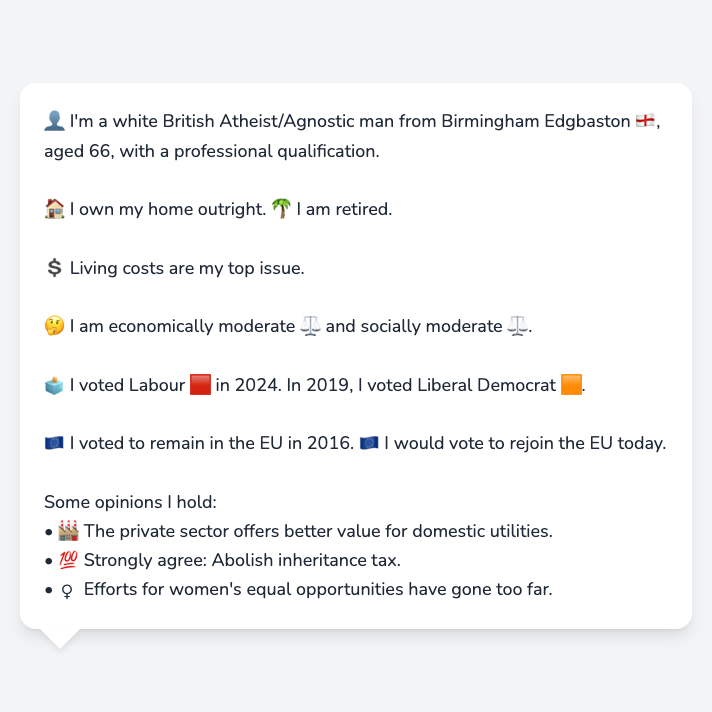 👤 I'm a white British Atheist/Agnostic man from Birmingham Edgbaston 🏴󠁧󠁢󠁥󠁮󠁧󠁿,
aged 66, with a professional qualification.
🏠 I own my home outright. 🌴 I am retired.
💲 Living costs are my top issue.
🤔 I am economically moderate ⚖️ and socially moderate ⚖️.
🗳️ I voted Labour 🟥 in 2024. In 2019, I voted Liberal Democrat 🟧.
🇪🇺 I voted to remain in the EU in 2016. 🇪🇺 I would vote to rejoin the EU today.
Some opinions I hold:
• 🏭 The private sector offers better value for domestic utilities.
• 💯 Strongly agree: Abolish inheritance tax.
• ♀ Efforts for women's equal opportunities have gone too far.